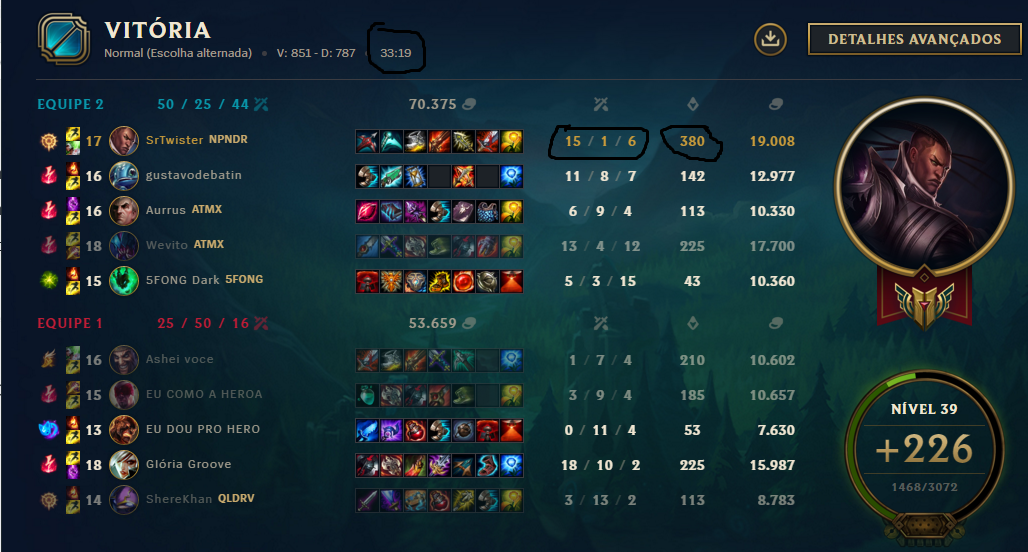 VITÓRIA
Normal (Escolha alternada) • V: 851 - D: 787 • 33:19
DETALHES AVANÇADOS
EQUIPE 2 50 / 25 / 44 70.375
17 SrTwister NPNDR 15 / 1 / 6 380 19.008
16 gustavodebatin 11 / 8 / 7 142 12.977
16 Aurrus ATMX 6 / 9 / 4 113 10.330
18 Wevito ATMX 13 / 4 / 12 225 17.700
15 5FONG Dark 5FONG 5 / 3 / 15 43 10.360
EQUIPE 1 25 / 50 / 16 53.659
16 Ashei voce 1 / 7 / 4 210 10.602
15 EU COMO A HEROA 3 / 9 / 4 185 10.657
13 EU DOU PRO HERO 0 / 11 / 4 53 7.630
18 Glória Groove 18 / 10 / 2 225 15.987
14 ShereKhan QLDRV 3 / 13 / 2 113 8.783
NÍVEL 39
+226
1468/3072